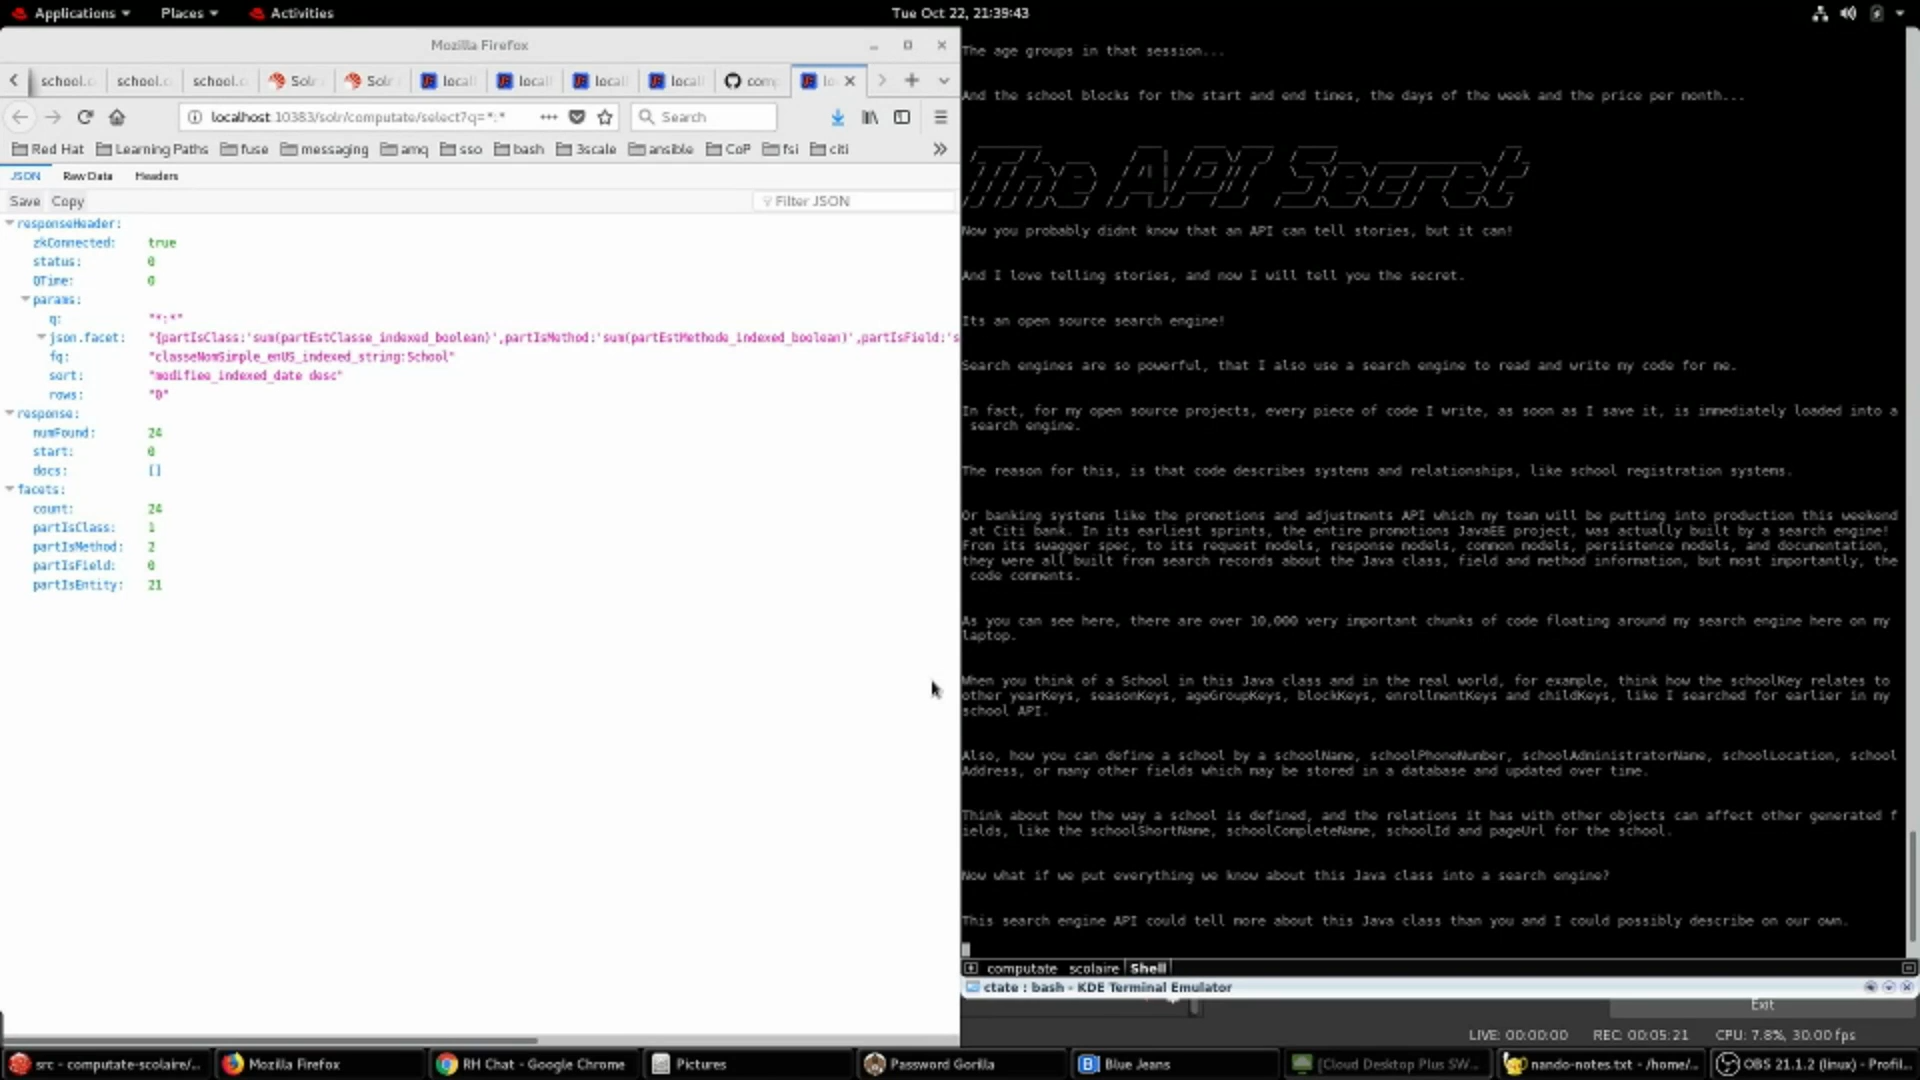 Applications Places Activities Tue Oct 22, 21:39:43
Mozilla Firefox
school.c school.c school.c Solr Solr local local local local com lo
localhost:10383/solr/computate/select?q=*:* Search
Red Hat Learning Paths fuse messaging amq sso bash 3scale ansible CoP fsi citi
JSON Raw Data Headers
Save Copy Filter JSON
responseHeader:
zkConnected: true
status: 0
QTime: 0
params:
q: "*:*"
json.facet: "{partIsClass:'sum(partEstClasse_indexed_boolean)',partIsMethod:'sum(partEstMethode_indexed_boolean)',partIsField:'s
fq: "classeNomSimple_enUS_indexed_string:School"
sort: "modifiee_indexed_date desc"
rows: "0"
response:
numFound: 24
start: 0
docs: []
facets:
count: 24
partIsClass: 1
partIsMethod: 2
partIsField: 0
partIsEntity: 21
The age groups in that session...
And the school blocks for the start and end times, the days of the week and the price per month...
The API Secret
Now you probably didnt know that an API can tell stories, but it can!
And I love telling stories, and now I will tell you the secret.
Its an open source search engine!
Search engines are so powerful, that I also use a search engine to read and write my code for me.
In fact, for my open source projects, every piece of code I write, as soon as I save it, is immediately loaded into a
search engine.
The reason for this, is that code describes systems and relationships, like school registration systems.
Or banking systems like the promotions and adjustments API which my team will be putting into production this weekend
at Citi bank. In its earliest sprints, the entire promotions JavaEE project, was actually built by a search engine!
From its swagger spec, to its request models, response models, common models, persistence models, and documentation,
they were all built from search records about the Java class, field and method information, but most importantly, the
code comments.
As you can see here, there are over 10,000 very important chunks of code floating around my search engine here on my
laptop.
When you think of a School in this Java class and in the real world, for example, think how the schoolKey relates to
other yearKeys, seasonKeys, ageGroupKeys, blockKeys, enrollmentKeys and childKeys, like I searched for earlier in my
school API.
Also, how you can define a school by a schoolName, schoolPhoneNumber, schoolAdministratorName, schoolLocation, school
Address, or many other fields which may be stored in a database and updated over time.
Think about how the way a school is defined, and the relations it has with other objects can affect other generated f
ields, like the schoolShortName, schoolCompleteName, schoolId and pageUrl for the school.
Now what if we put everything we know about this Java class into a search engine?
This search engine API could tell more about this Java class than you and I could possibly describe on our own.
computate scolaire Shell
ctate : bash - KDE Terminal Emulator
Exit
LIVE: 00:00:00 REC: 00:05:21 CPU: 7.8%, 30.00 fps
src - computate-scolaire/... Mozilla Firefox RH Chat - Google Chrome Pictures Password Gorilla Blue Jeans [Cloud Desktop Plus SW... nando-notes.txt - /home/... OBS 21.1.2 (linux) - Profil...